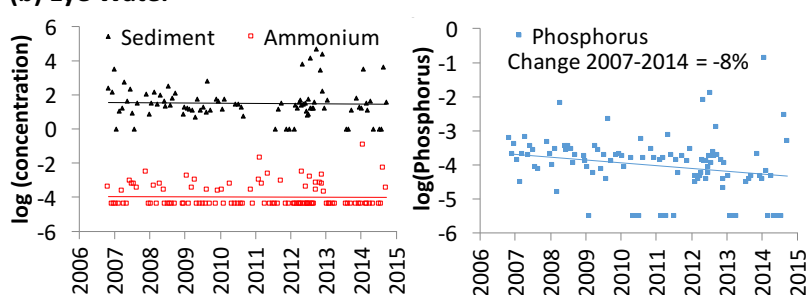 (b) Eye Water
Sediment Ammonium
log (concentration)
6
4
2
0
-2
-4
-6
2006 2007 2008 2009 2010 2011 2012 2013 2014 2015
Phosphorus
Change 2007-2014 = -8%
log(Phosphorus)
0
-1
-2
-3
-4
-5
-6
2006 2007 2008 2009 2010 2011 2012 2013 2014 2015